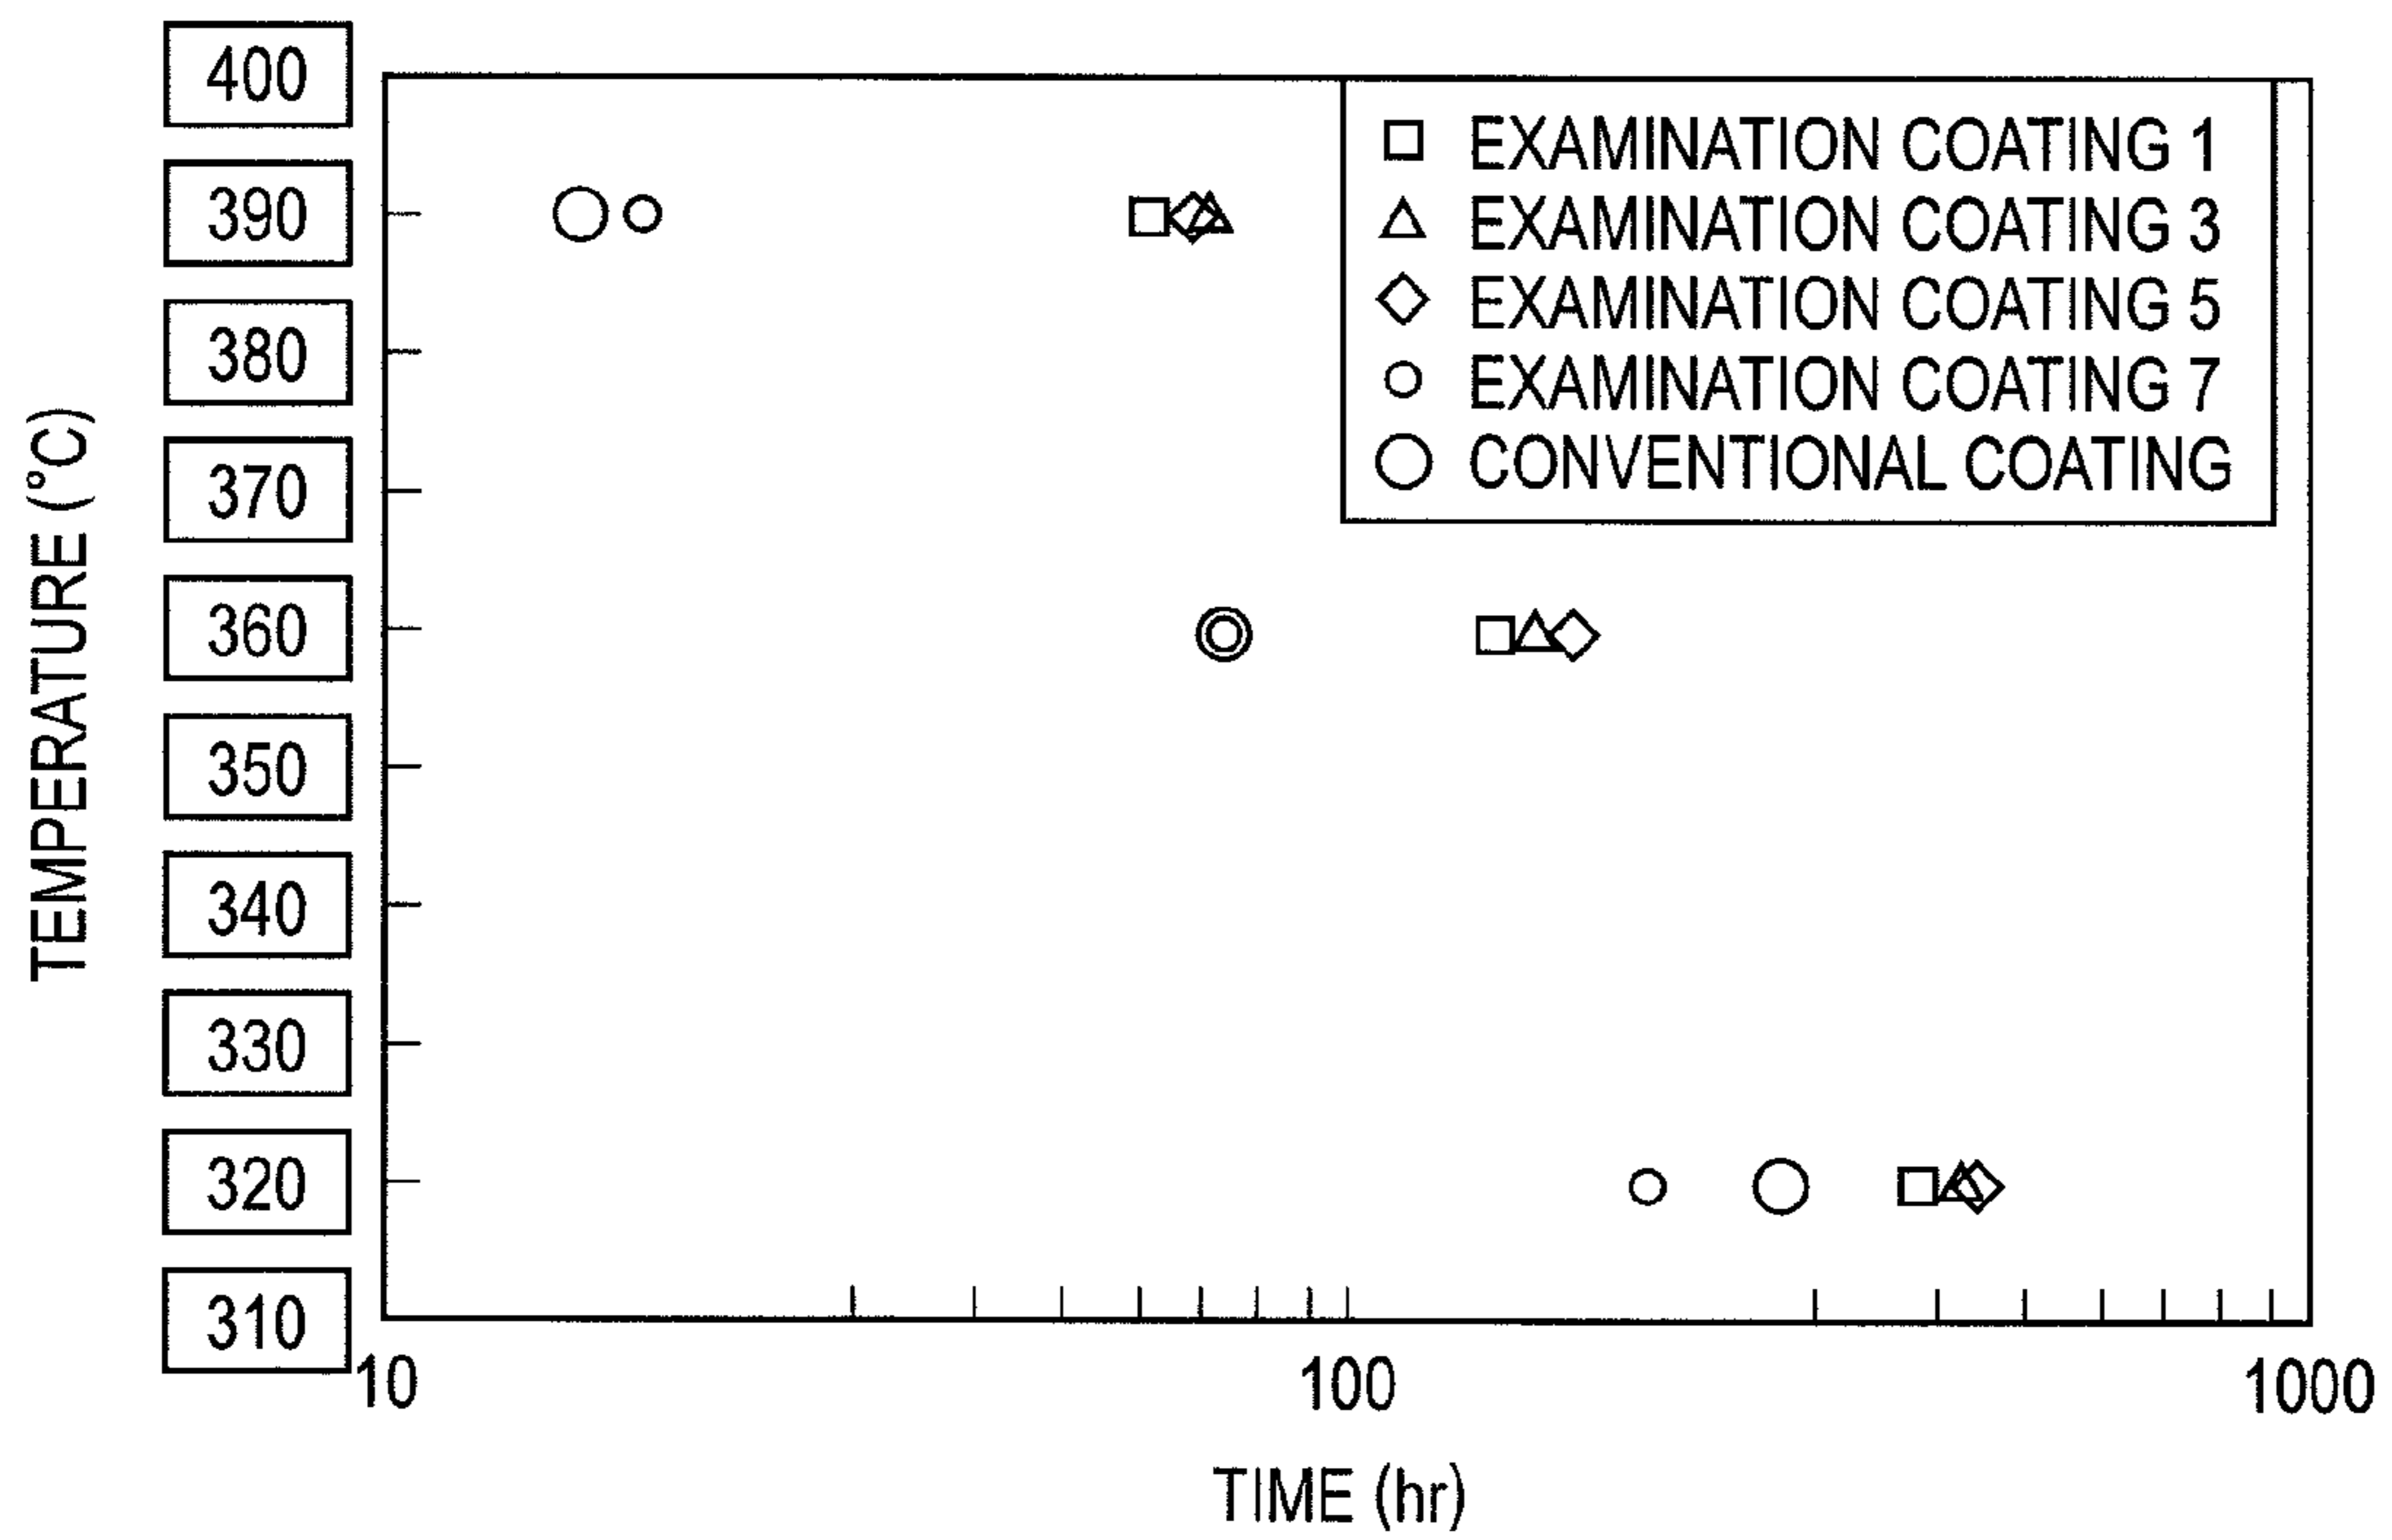 400
390
380
370
360
350
340
330
320
310
TEMPERATURE (°C)
EXAMINATION COATING 1
EXAMINATION COATING 3
EXAMINATION COATING 5
EXAMINATION COATING 7
CONVENTIONAL COATING
10
100
1000
TIME (hr)